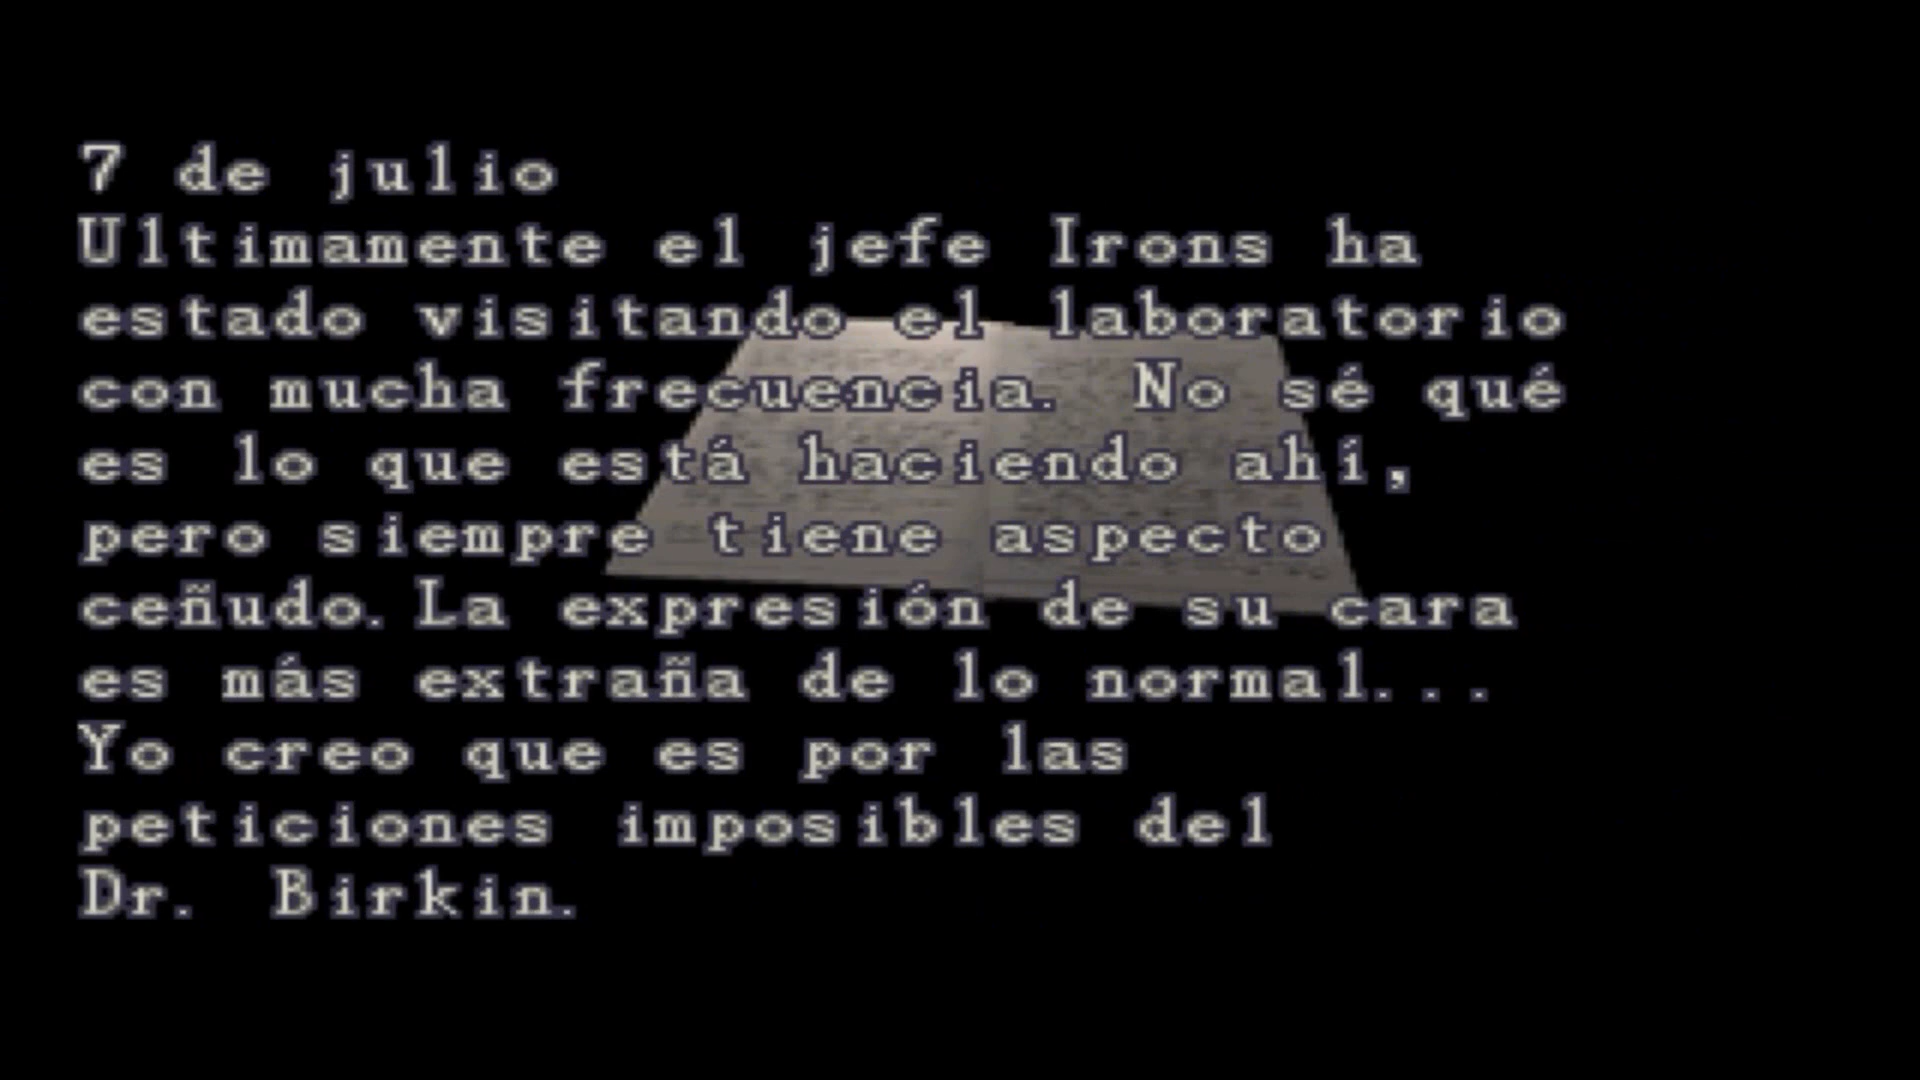 7 de julio
Ultimamente el jefe Irons ha
estado visitando el laboratorio
con mucha frecuencia. No sé qué
es lo que está haciendo ahí,
pero siempre tiene aspecto
ceñudo. La expresión de su cara
es más extraña de lo normal...
Yo creo que es por las
peticiones imposibles del
Dr. Birkin.